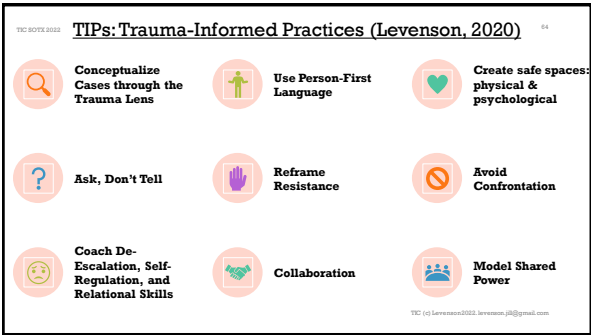 TIC SOTX 2022
TIPs: Trauma-Informed Practices (Levenson, 2020)
64
Conceptualize
Cases through the
Trauma Lens
Use Person-First
Language
Create safe spaces:
physical &
psychological
Ask, Don't Tell
Reframe
Resistance
Avoid
Confrontation
Coach De-
Escalation, Self-
Regulation, and
Relational Skills
Collaboration
Model Shared
Power
TIC (c) Levenson2022. levenson.jill@gmail.com